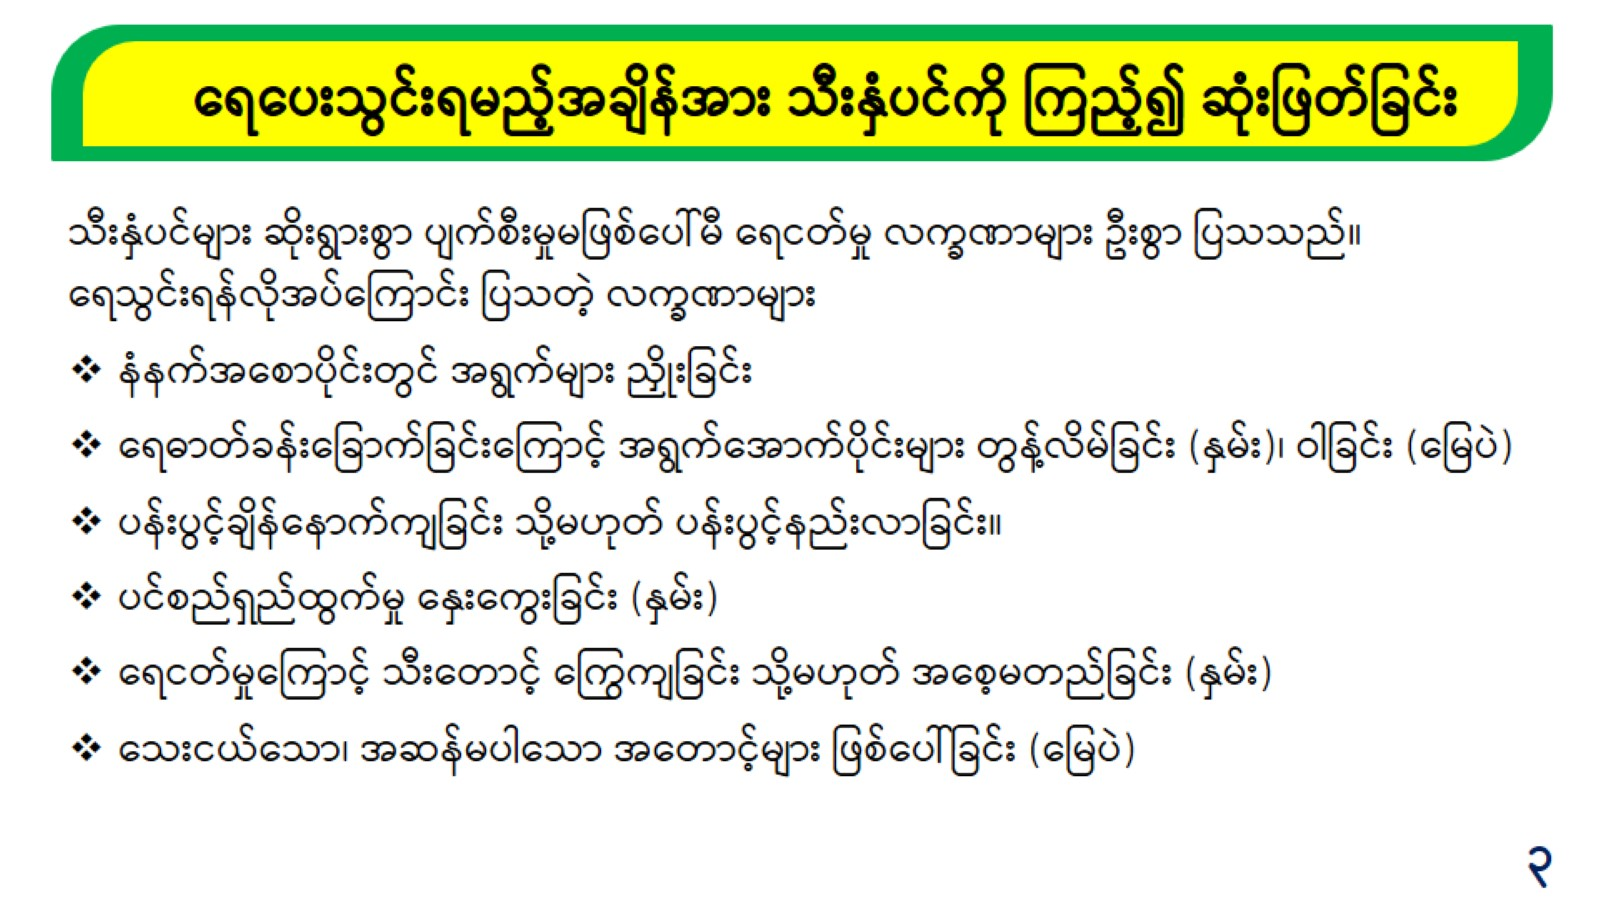 ရေပေးသွင်းရမည့်အချိန်အား သီးနှံပင်ကို ကြည့်၍ ဆုံးဖြတ်ခြင်း
သီးနှံပင်များ ဆိုးရွားစွာ ပျက်စီးမှုမဖြစ်ပေါ်မီ ရေငတ်မှု လက္ခဏာများ ဦးစွာ ပြသသည်။
ရေသွင်းရန်လိုအပ်ကြောင်း ပြသတဲ့ လက္ခဏာများ
❖ နံနက်အစောပိုင်းတွင် အရွက်များ ညှိုးခြင်း
❖ ရေဓာတ်ခန်းခြောက်ခြင်းကြောင့် အရွက်အောက်ပိုင်းများ တွန့်လိမ်ခြင်း (နှမ်း)၊ ဝါခြင်း (မြေပဲ)
❖ ပန်းပွင့်ချိန်နောက်ကျခြင်း သို့မဟုတ် ပန်းပွင့်နည်းလာခြင်း။
❖ ပင်စည်ရှည်ထွက်မှု နှေးကွေးခြင်း (နှမ်း)
❖ ရေငတ်မှုကြောင့် သီးတောင့် ကြွေကျခြင်း သို့မဟုတ် အစေ့မတည်ခြင်း (နှမ်း)
❖ သေးငယ်သော၊ အဆန်မပါသော အတောင့်များ ဖြစ်ပေါ်ခြင်း (မြေပဲ)
၃